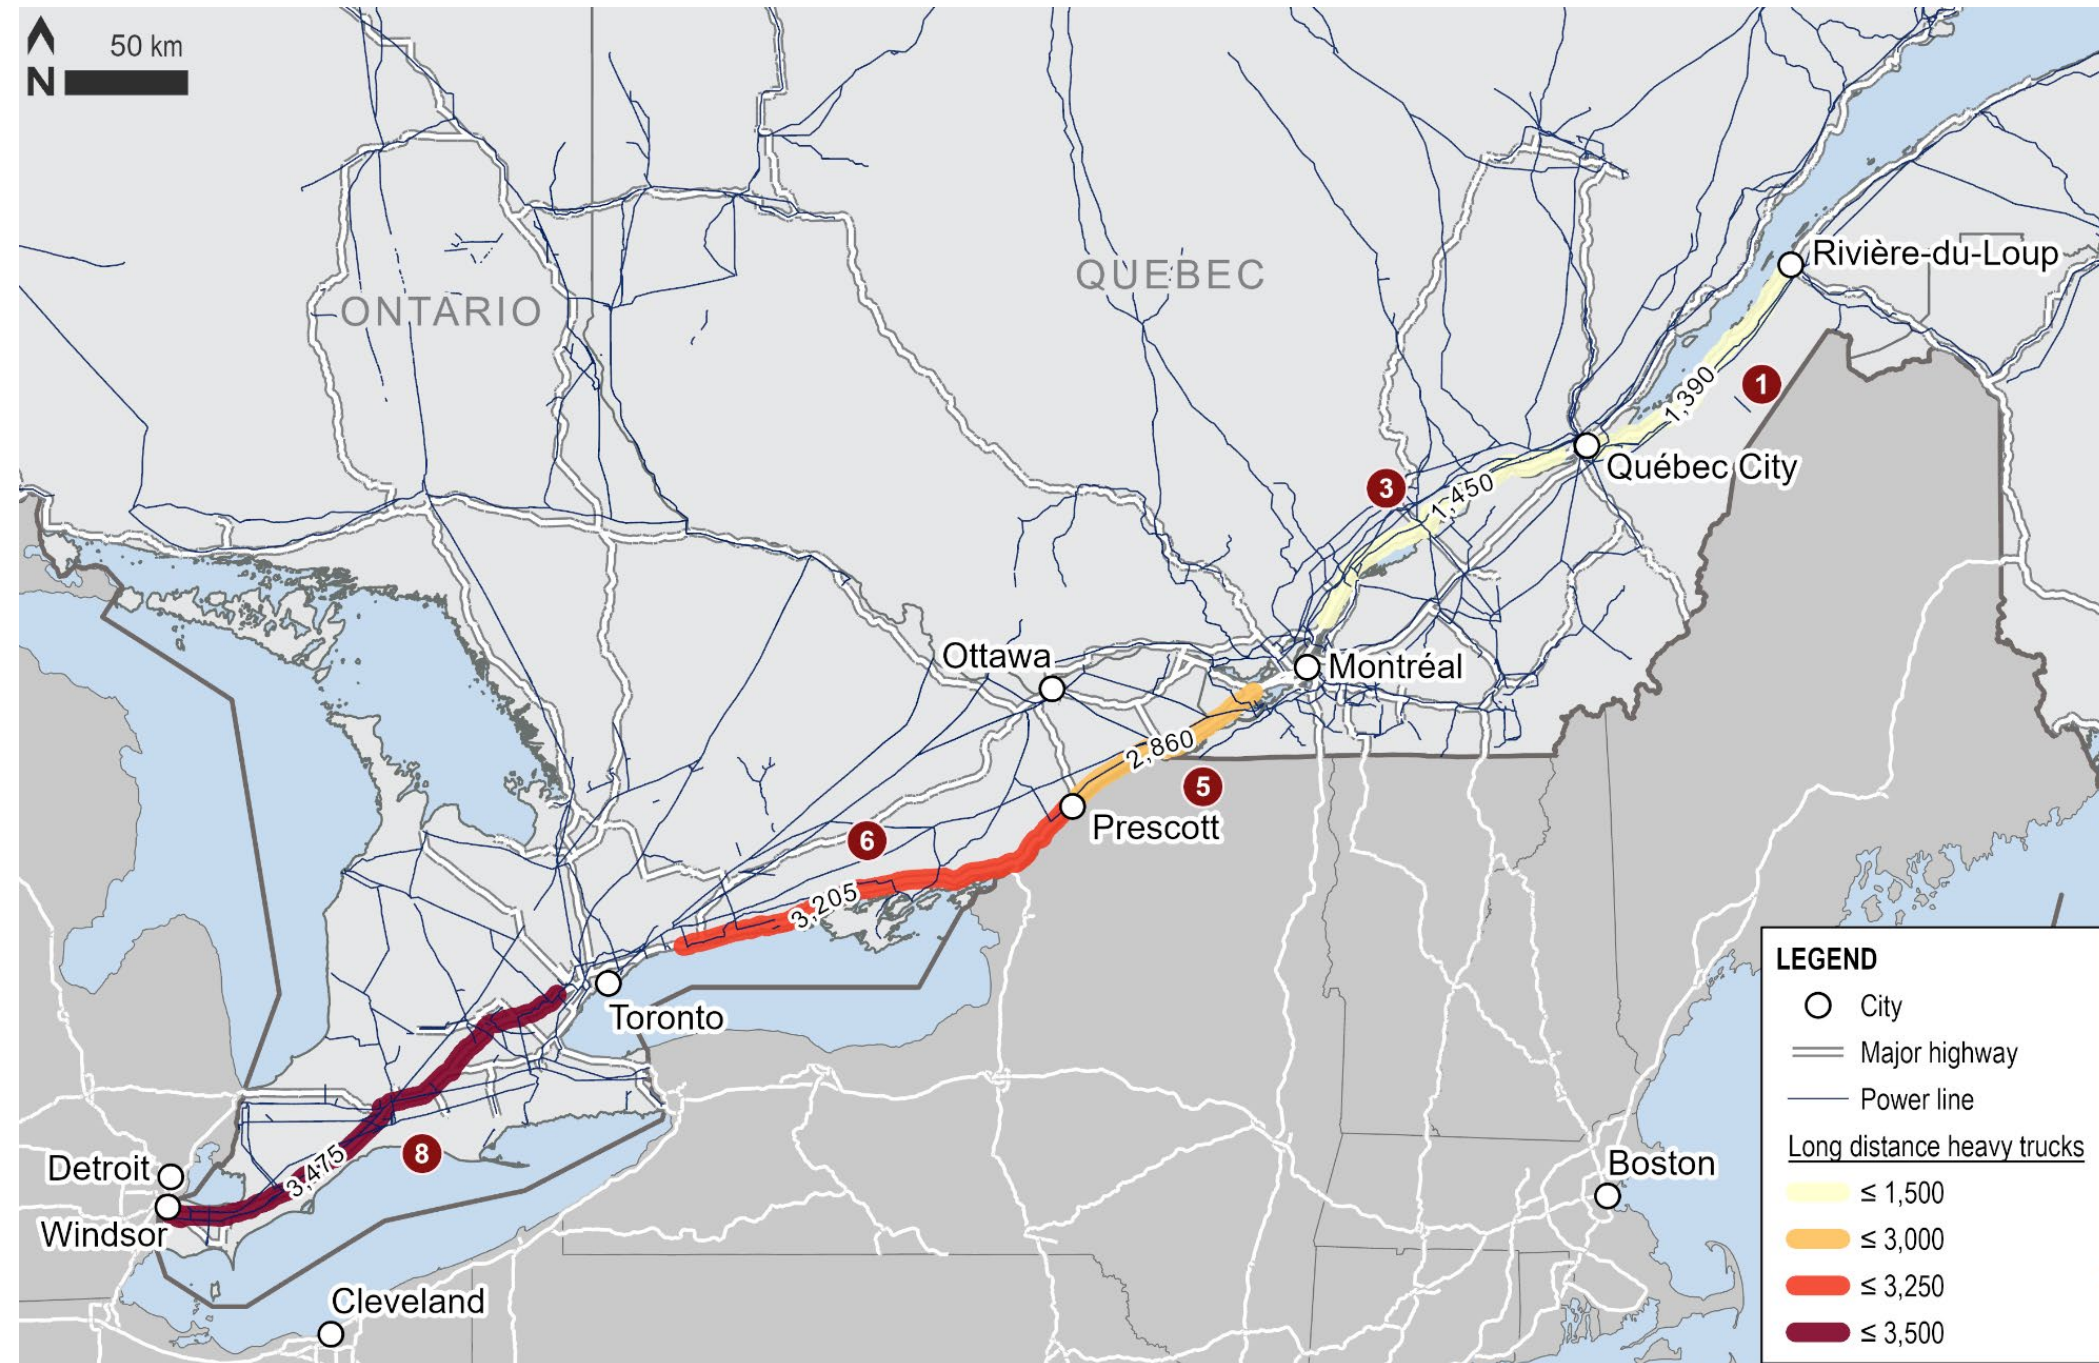 50 km
N
ONTARIO
QUEBEC
Rivière-du-Loup
1
1,390
Québec City
3
1,450
Ottawa
Montréal
2,860
5
Prescott
6
3,205
Toronto
8
3,475
Detroit
Windsor
Cleveland
Boston
LEGEND
City
Major highway
Power line
Long distance heavy trucks
≤ 1,500
≤ 3,000
≤ 3,250
≤ 3,500